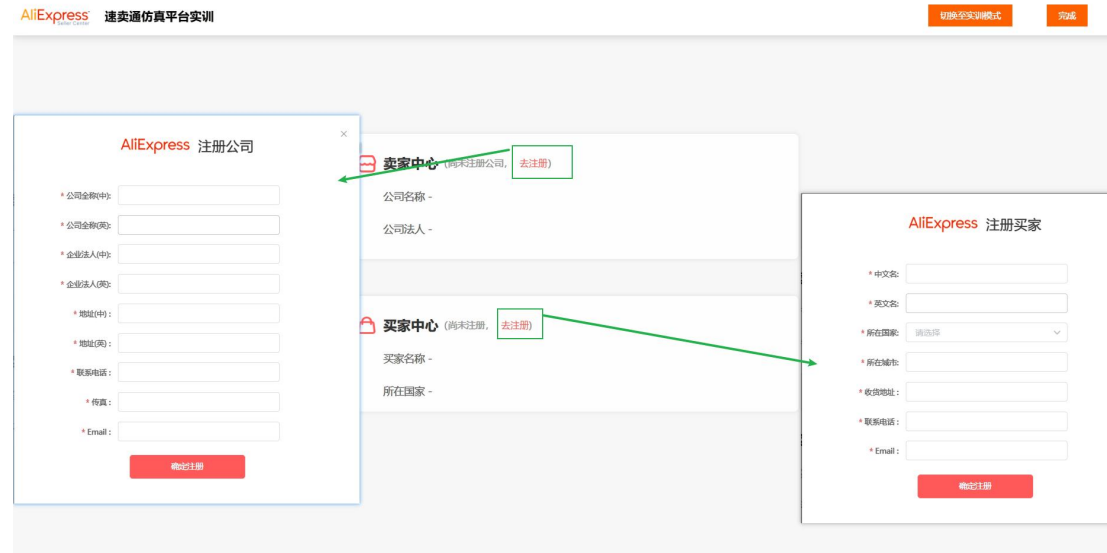 AliExpress 速卖通仿真平台实训 切换至实训模式 完成
Seller Center
AliExpress 注册公司
* 公司全称(中):
* 公司全称(英):
* 企业法人(中):
* 企业法人(英):
* 地址(中) :
* 地址(英) :
* 联系电话 :
* 传真 :
* Email :
确定注册
卖家中心 (尚未注册公司, 去注册)
公司名称 -
公司法人 -
买家中心 (尚未注册, 去注册)
买家名称 -
所在国家 -
AliExpress 注册买家
* 中文名:
* 英文名:
* 所在国家: 请选择
* 所在城市:
* 收货地址 :
* 联系电话 :
* Email :
确定注册